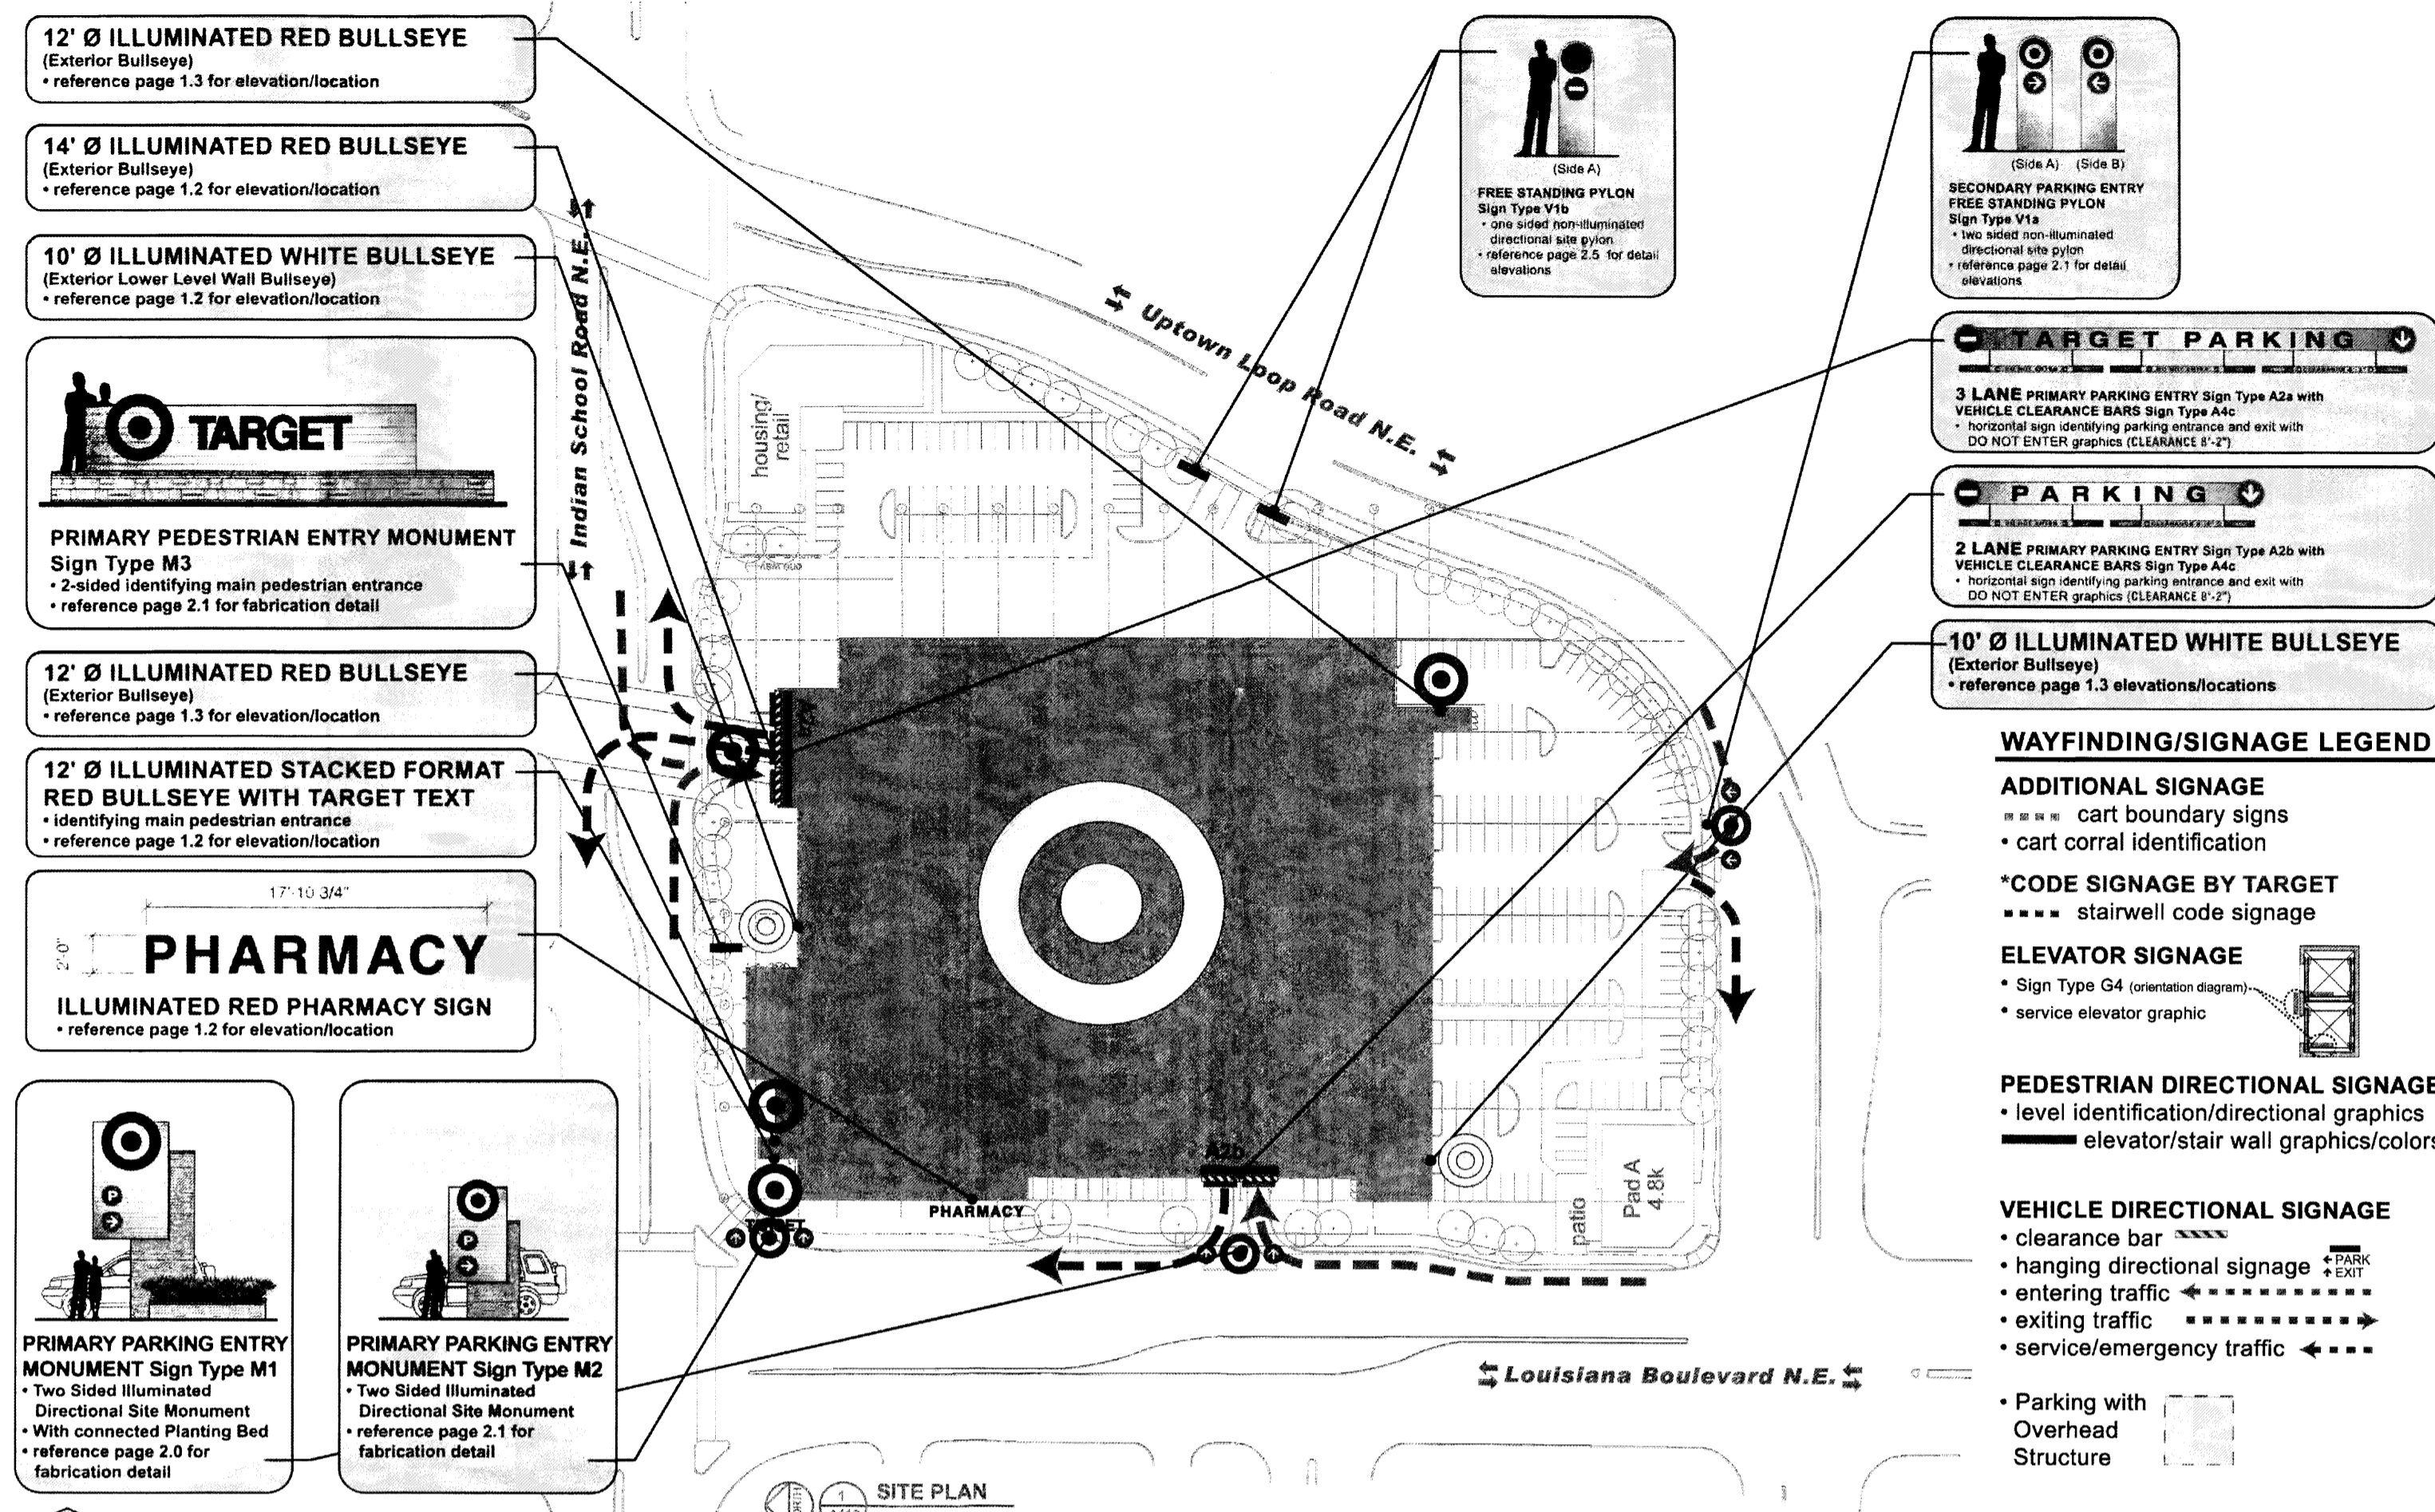 12' Ø ILLUMINATED RED BULLSEYE
(Exterior Bullseye)
• reference page 1.3 for elevation/location
14' Ø ILLUMINATED RED BULLSEYE
(Exterior Bullseye)
• reference page 1.2 for elevation/location
10' Ø ILLUMINATED WHITE BULLSEYE
(Exterior Lower Level Wall Bullseye)
• reference page 1.2 for elevation/location
TARGET
PRIMARY PEDESTRIAN ENTRY MONUMENT
Sign Type M3
• 2-sided identifying main pedestrian entrance
• reference page 2.1 for fabrication detail
12' Ø ILLUMINATED RED BULLSEYE
(Exterior Bullseye)
• reference page 1.3 for elevation/location
12' Ø ILLUMINATED STACKED FORMAT
RED BULLSEYE WITH TARGET TEXT
• identifying main pedestrian entrance
• reference page 1.2 for elevation/location
17'-10 3/4"
2'-0"
PHARMACY
ILLUMINATED RED PHARMACY SIGN
• reference page 1.2 for elevation/location
P
PRIMARY PARKING ENTRY
MONUMENT Sign Type M1
• Two Sided Illuminated
Directional Site Monument
• With connected Planting Bed
• reference page 2.0 for
fabrication detail
P
PRIMARY PARKING ENTRY
MONUMENT Sign Type M2
• Two Sided Illuminated
Directional Site Monument
• reference page 2.1 for
fabrication detail
Indian School Road N.E.
Uptown Loop Road N.E.
housing/
retail
A2a
PHARMACY
TARGET
A2b
patio
Pad A
4.8k
Louisiana Boulevard N.E.
NORTH
1
SITE PLAN
(Side A)
FREE STANDING PYLON
Sign Type V1b
• one sided non-illuminated
directional site pylon
• reference page 2.5 for detail
elevations
(Side A) (Side B)
SECONDARY PARKING ENTRY
FREE STANDING PYLON
Sign Type V1a
• two sided non-illuminated
directional site pylon
• reference page 2.1 for detail
elevations
TARGET PARKING
3 LANE PRIMARY PARKING ENTRY Sign Type A2a with
VEHICLE CLEARANCE BARS Sign Type A4c
• horizontal sign identifying parking entrance and exit with
DO NOT ENTER graphics (CLEARANCE 8'-2")
PARKING
2 LANE PRIMARY PARKING ENTRY Sign Type A2b with
VEHICLE CLEARANCE BARS Sign Type A4c
• horizontal sign identifying parking entrance and exit with
DO NOT ENTER graphics (CLEARANCE 8'-2")
10' Ø ILLUMINATED WHITE BULLSEYE
(Exterior Bullseye)
• reference page 1.3 elevations/locations
WAYFINDING/SIGNAGE LEGEND
ADDITIONAL SIGNAGE
cart boundary signs
• cart corral identification
*CODE SIGNAGE BY TARGET
stairwell code signage
ELEVATOR SIGNAGE
• Sign Type G4 (orientation diagram)
• service elevator graphic
PEDESTRIAN DIRECTIONAL SIGNAGE
• level identification/directional graphics
elevator/stair wall graphics/colors
VEHICLE DIRECTIONAL SIGNAGE
• clearance bar
• hanging directional signage ←PARK ↑EXIT
• entering traffic
• exiting traffic
• service/emergency traffic
• Parking with
Overhead
Structure